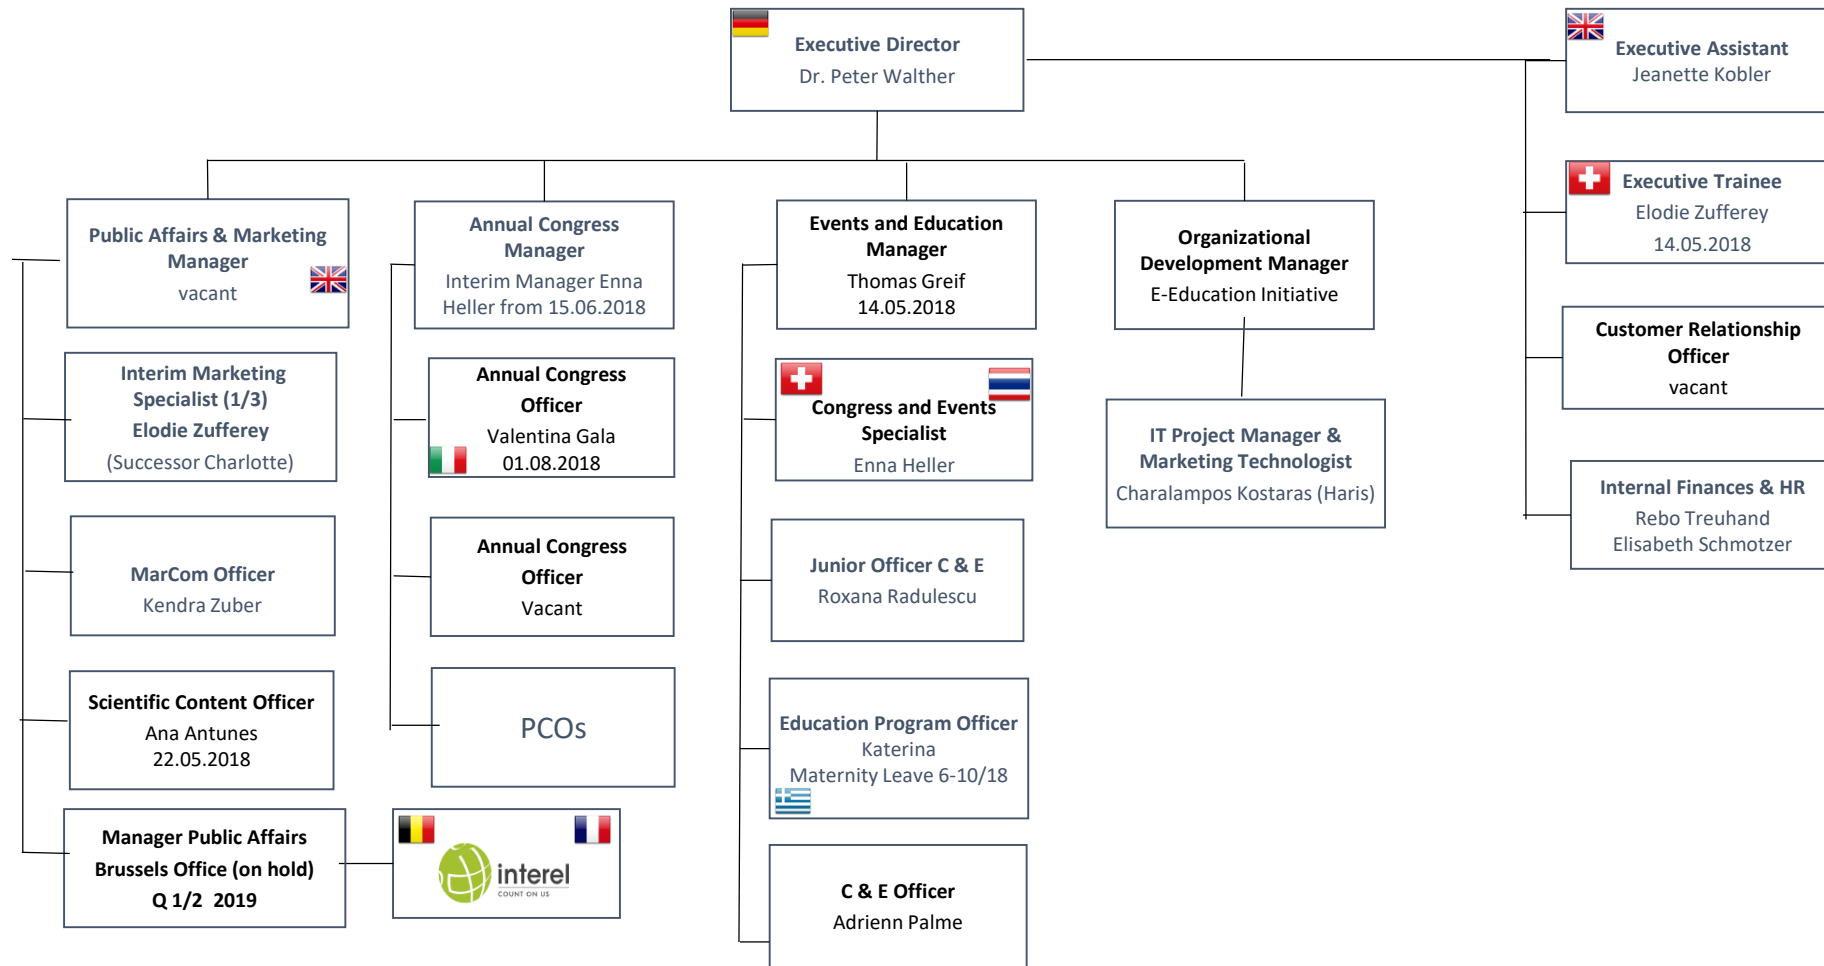 Executive Director
Dr. Peter Walther
Executive Assistant
Jeanette Kobler
Executive Trainee
Elodie Zufferey
14.05.2018
Customer Relationship
Officer
vacant
Internal Finances & HR
Rebo Treuhand
Elisabeth Schmotzer
Public Affairs & Marketing
Manager
vacant
Interim Marketing
Specialist (1/3)
Elodie Zufferey
(Successor Charlotte)
MarCom Officer
Kendra Zuber
Scientific Content Officer
Ana Antunes
22.05.2018
Manager Public Affairs
Brussels Office (on hold)
Q 1/2 2019
interel
COUNT ON US
Annual Congress
Manager
Interim Manager Enna
Heller from 15.06.2018
Annual Congress
Officer
Valentina Gala
01.08.2018
Annual Congress
Officer
Vacant
PCOs
Events and Education
Manager
Thomas Greif
14.05.2018
Congress and Events
Specialist
Enna Heller
Junior Officer C & E
Roxana Radulescu
Education Program Officer
Katerina
Maternity Leave 6-10/18
C & E Officer
Adrienn Palme
Organizational
Development Manager
E-Education Initiative
IT Project Manager &
Marketing Technologist
Charalampos Kostaras (Haris)